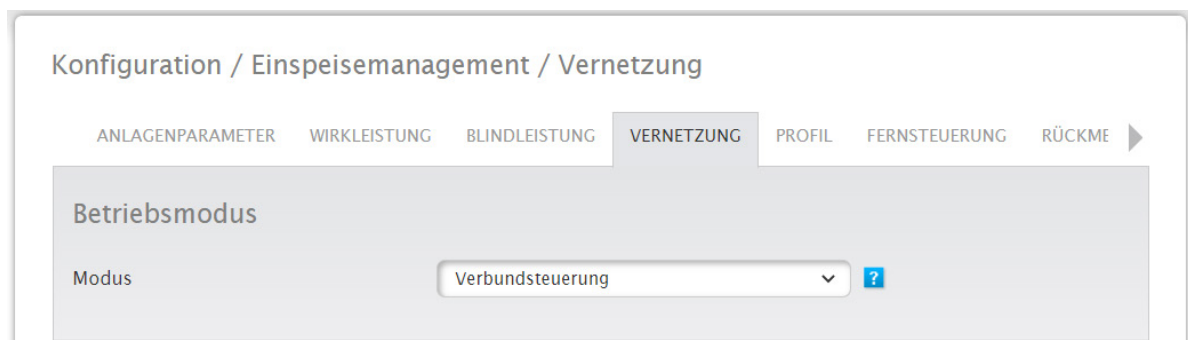 Konfiguration / Einspeisemanagement / Vernetzung
ANLAGENPARAMETER WIRKLEISTUNG BLINDLEISTUNG VERNETZUNG PROFIL FERNSTEUERUNG RÜCKME
Betriebsmodus
Modus Verbundsteuerung ?